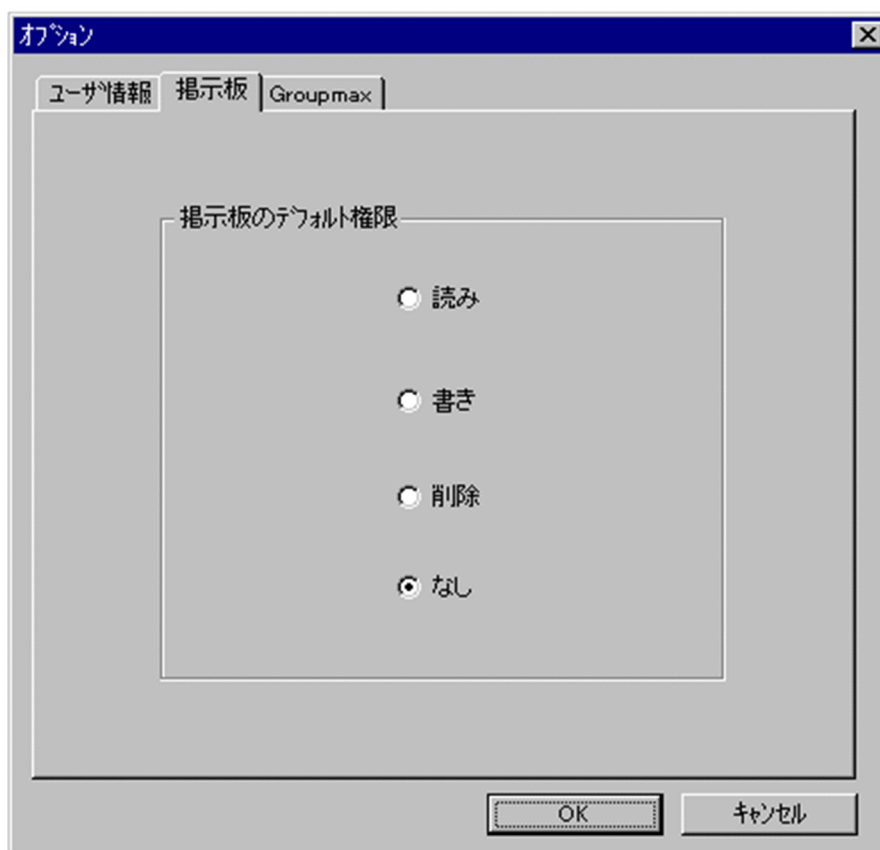 オプション
ユーザ情報 掲示板 Groupmax
掲示板のデフォルト権限
読み
書き
削除
なし
OK キャンセル